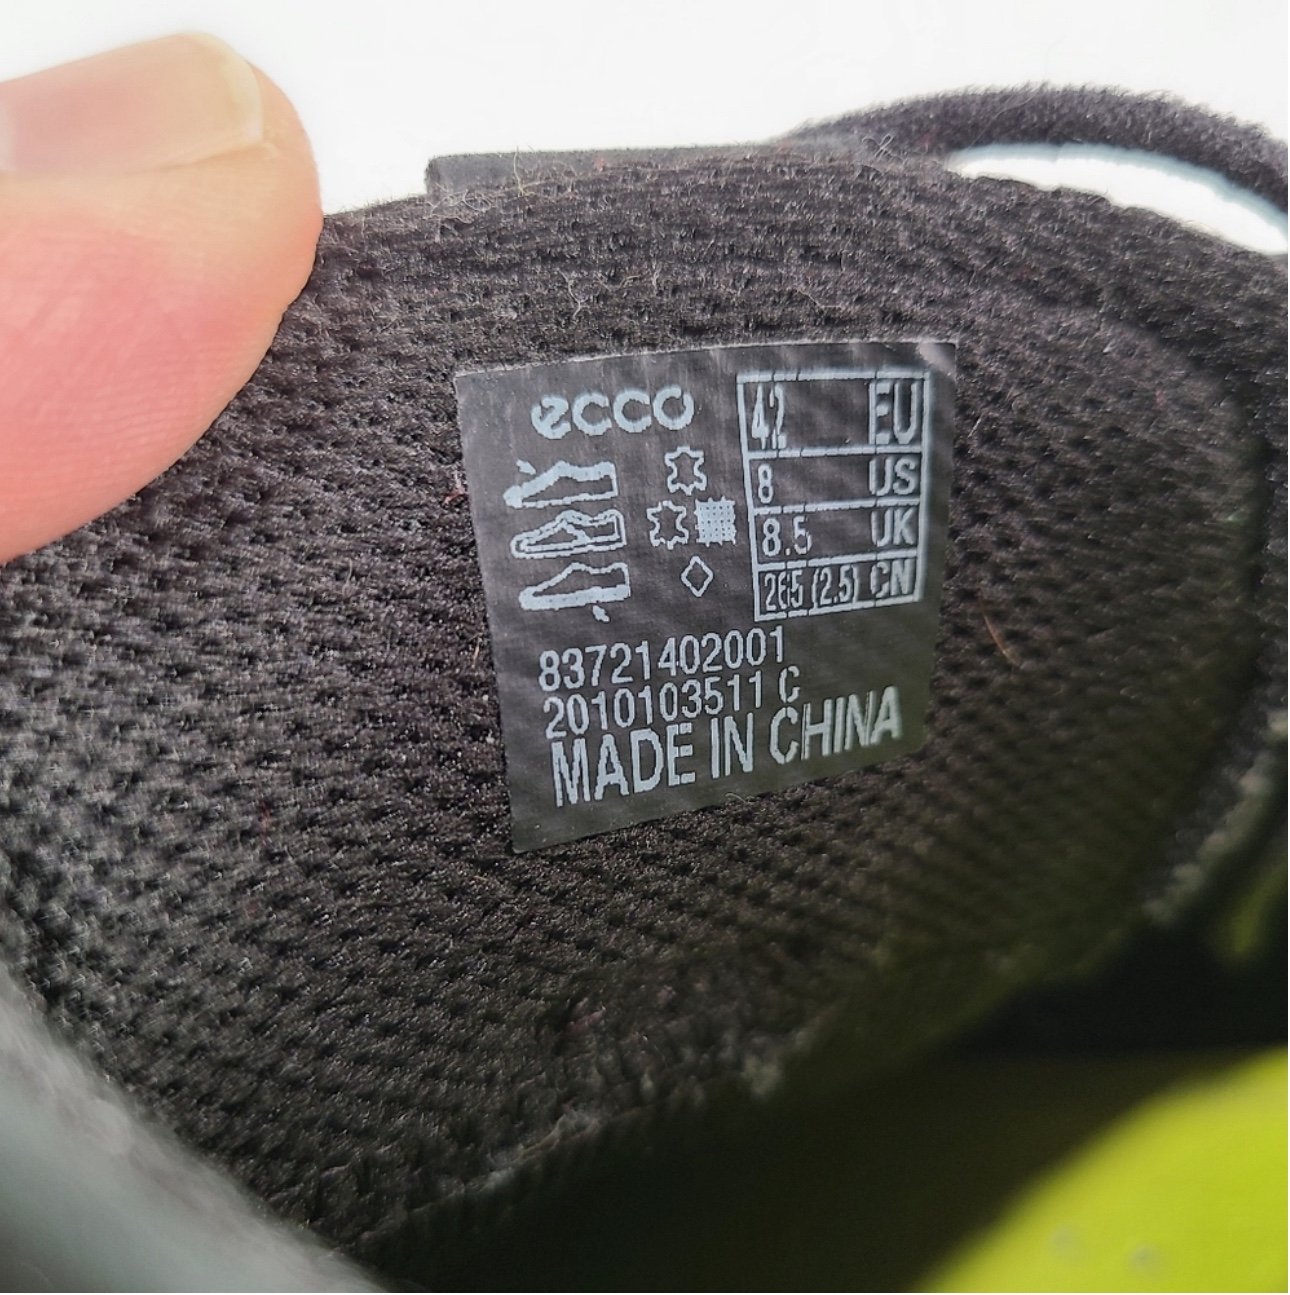 ecco
42 EU
8 US
8.5 UK
265 (2.5) CN
83721402001
2010103511 C
MADE IN CHINA